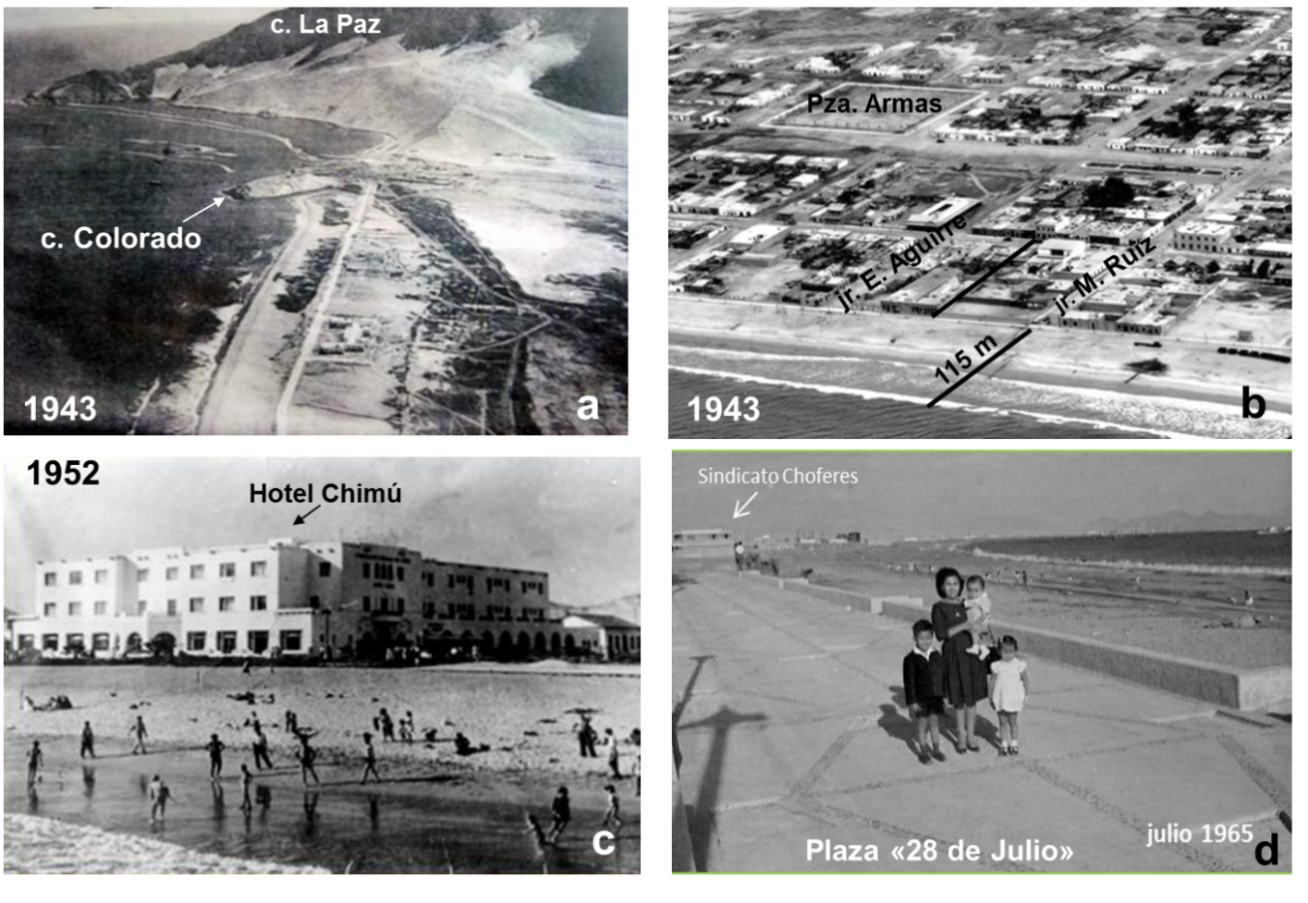 c. La Paz
c. Colorado
1943
a
Pza. Armas
jr. E. Aguirre
jr. M. Ruíz
115 m
1943
b
1952
Hotel Chimú
c
Sindicato Choferes
julio 1965
Plaza «28 de Julio»
d